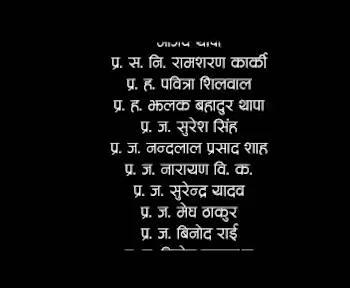 प्र. स. नि. रामशरण कार्की
प्र. ह. पवित्रा शिलवाल
प्र. ह. झलक बहादुर थापा
प्र. ज. सुरेश सिंह
प्र. ज. नन्दलाल प्रसाद शाह
प्र. ज. नारायण वि. क.
प्र. ज. सुरेन्द्र यादव
प्र. ज. मेघ ठाकुर
प्र. ज. बिनोद राई